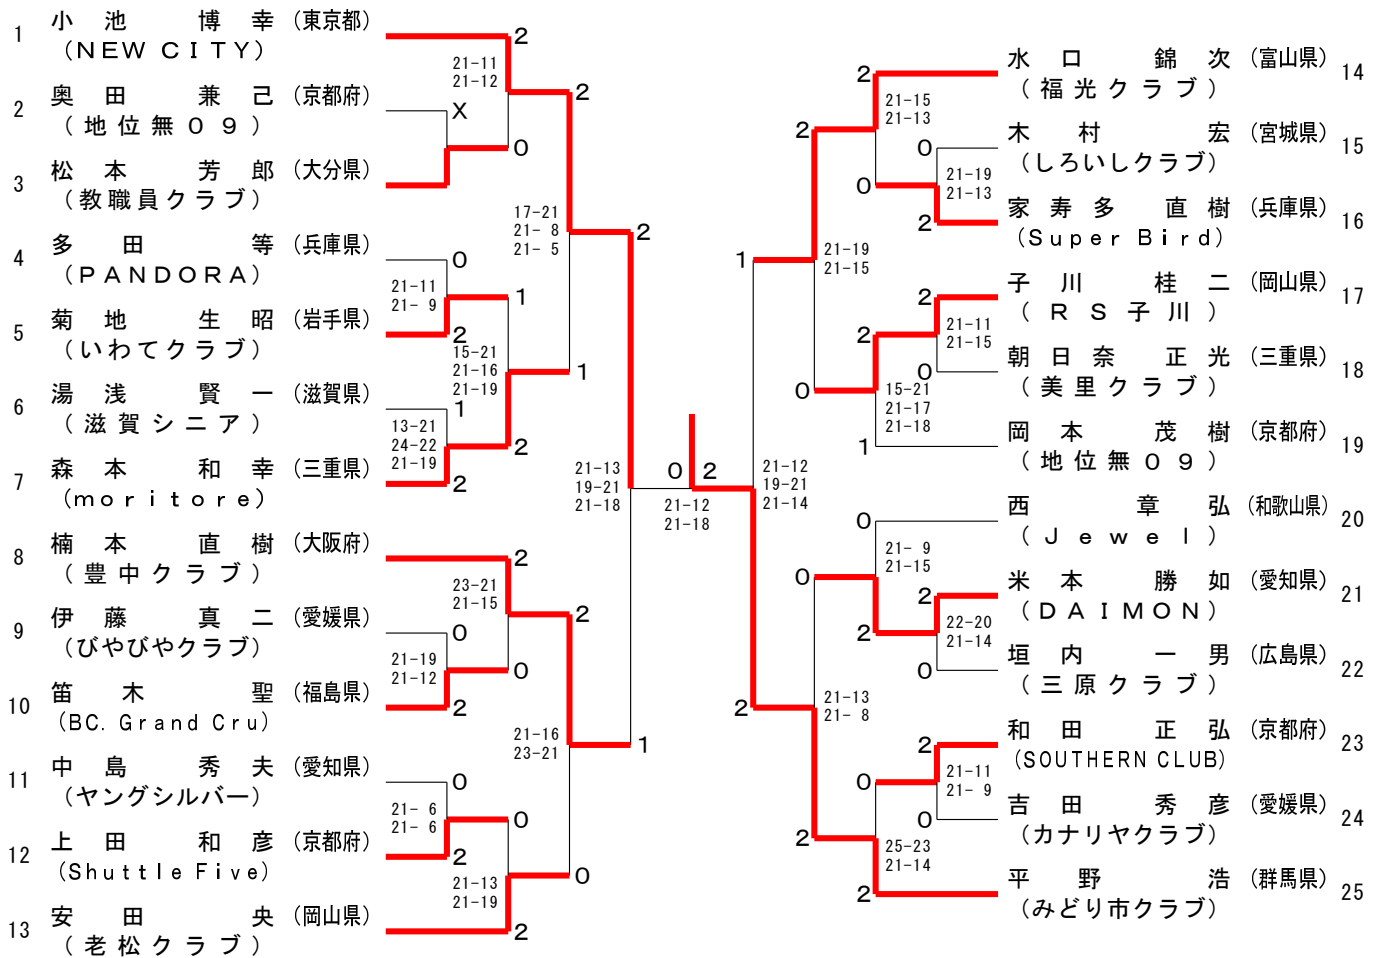 1 小池 博幸 (東京都)
(NEW CITY)
2 奥田 兼己 (京都府)
(地位無09)
3 松本 芳郎 (大分県)
(教職員クラブ)
4 多田 等 (兵庫県)
(PANDORA)
5 菊地 生昭 (岩手県)
(いわてクラブ)
6 湯浅 賢一 (滋賀県)
(滋賀シニア)
7 森本 和幸 (三重県)
(moritore)
8 楠本 直樹 (大阪府)
(豊中クラブ)
9 伊藤 真二 (愛媛県)
(びやびやクラブ)
10 笛木 聖 (福島県)
(BC. Grand Cru)
11 中島 秀夫 (愛知県)
(ヤングシルバー)
12 上田 和彦 (京都府)
(Shuttle Five)
13 安田 央 (岡山県)
(老松クラブ)
2
21-11
21-12
X
0
2
0
21-11
21- 9
2
1
17-21
21- 8
21- 5
15-21
21-16
21-19
1
13-21
24-22
21-19
2
2
1
2
21-13
19-21
21-18
2
23-21
21-15
0
21-19
21-12
2
0
2
21-16
23-21
1
0
21- 6
21- 6
2
0
21-13
21-19
2
0
0 2
21-12
21-18
水口 錦次 (富山県) 14
(福光クラブ)
木村 宏 (宮城県) 15
(しろいしクラブ)
家寿多 直樹 (兵庫県) 16
(Super Bird)
子川 桂二 (岡山県) 17
(RS子川)
朝日奈 正光 (三重県) 18
(美里クラブ)
岡本 茂樹 (京都府) 19
(地位無09)
西 章弘 (和歌山県) 20
(Jewel)
米本 勝如 (愛知県) 21
(DAIMON)
垣内 一男 (広島県) 22
(三原クラブ)
和田 正弘 (京都府) 23
(SOUTHERN CLUB)
吉田 秀彦 (愛媛県) 24
(カナリヤクラブ)
平野 浩 (群馬県) 25
(みどり市クラブ)
2
21-15
21-13
2
0
21-19
21-13
0
2
1
21-19
21-15
2
21-11
21-15
2
0
0
15-21
21-17
21-18
1
21-12
19-21
21-14
0
21- 9
21-15
0
2
22-20
21-14
2
0
2
21-13
21- 8
2
21-11
21- 9
0
0
2
25-23
21-14
2